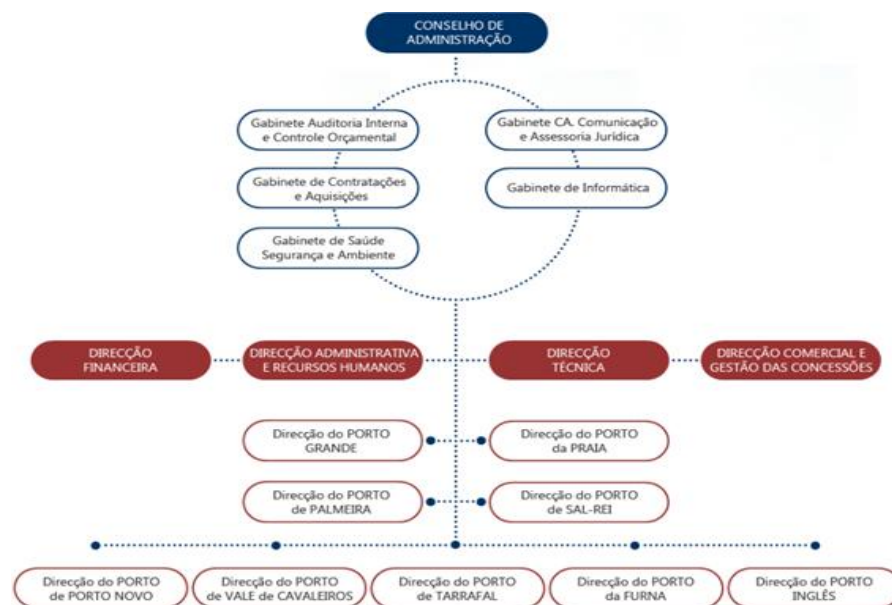 CONSELHO DE
ADMINISTRAÇÃO
Gabinete Auditoria Interna
e Controle Orçamental
Gabinete CA. Comunicação
e Assessoria Jurídica
Gabinete de Contratações
e Aquisições
Gabinete de Informática
Gabinete de Saúde
Segurança e Ambiente
DIRECÇÃO
FINANCEIRA
DIRECÇÃO ADMINISTRATIVA
E RECURSOS HUMANOS
DIRECÇÃO
TÉCNICA
DIRECÇÃO COMERCIAL E
GESTÃO DAS CONCESSÕES
Direcção do PORTO
GRANDE
Direcção do PORTO
da PRAIA
Direcção do PORTO
de PALMEIRA
Direcção do PORTO
de SAL-REI
Direcção do PORTO
de PORTO NOVO
Direcção do PORTO
de VALE de CAVALEIROS
Direcção do PORTO
de TARRAFAL
Direcção do PORTO
da FURNA
Direcção do PORTO
INGLÊS